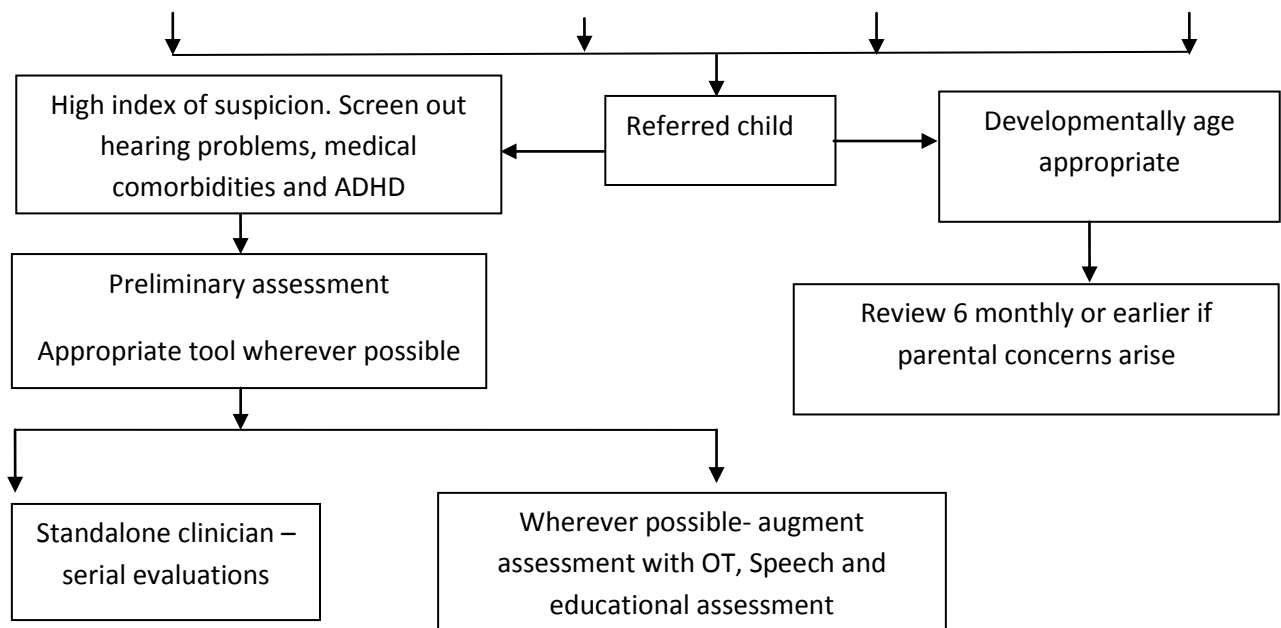 High index of suspicion. Screen out
hearing problems, medical
comorbidities and ADHD
Referred child
Developmentally age
appropriate
Preliminary assessment
Appropriate tool wherever possible
Review 6 monthly or earlier if
parental concerns arise
Standalone clinician –
serial evaluations
Wherever possible- augment
assessment with OT, Speech and
educational assessment